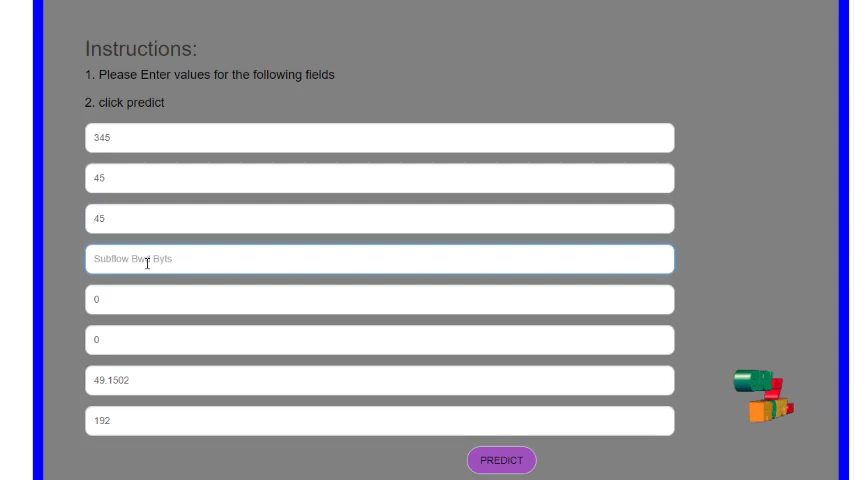 Instructions:
1. Please Enter values for the following fields
2. click predict
345
45
45
Subflow Bwd Byts
0
0
49.1502
192
PREDICT